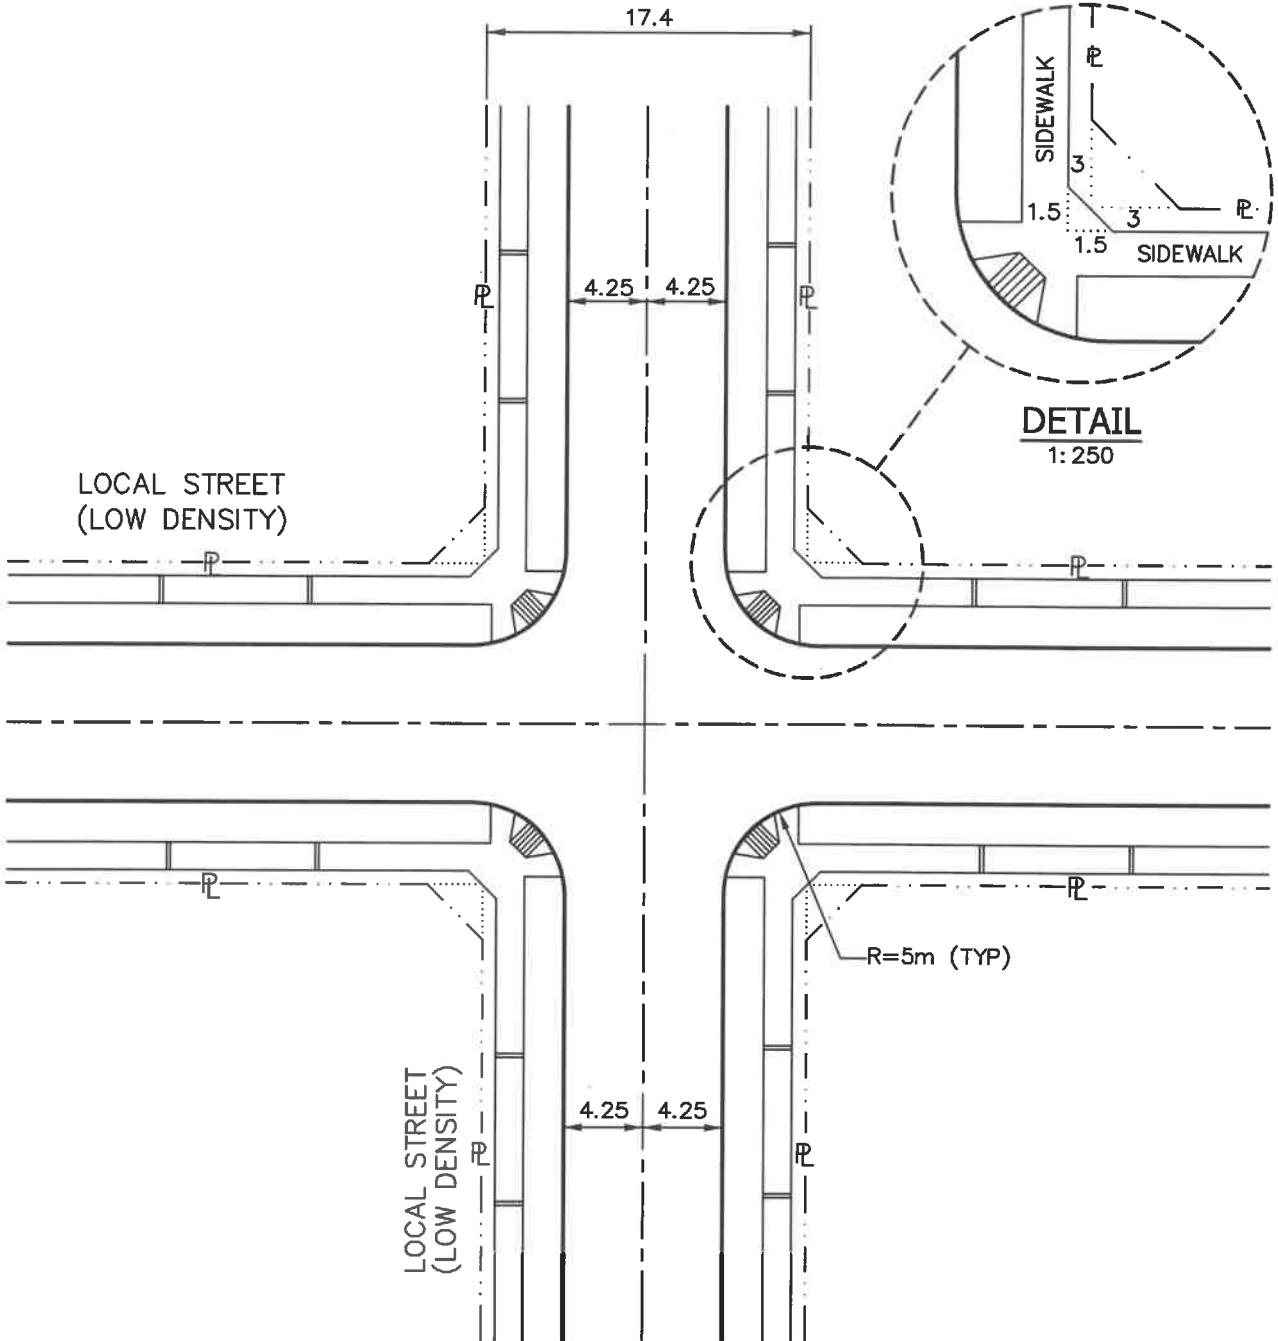 17.4
SIDEWALK
PL
3
1.5
3
PL
1.5
SIDEWALK
DETAIL
1:250
4.25 4.25
PL
PL
LOCAL STREET
(LOW DENSITY)
PL
PL
PL
PL
R=5m (TYP)
LOCAL STREET
(LOW DENSITY)
4.25 4.25
PL
PL